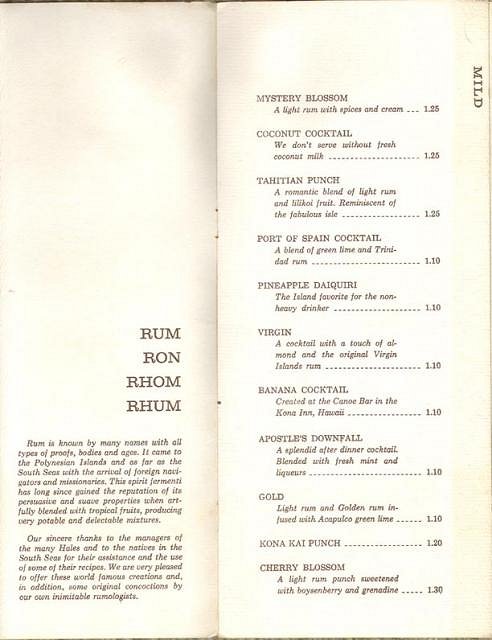 RUM
RON
RHOM
RHUM
Rum is known by many names with all
types of proofs, bodies and ages. It came to
the Polynesian Islands and as far as the
South Seas with the arrival of foreign navi-
gators and missionaries. This spirit fermenti
has long since gained the reputation of its
persuasive and suave properties when art-
fully blended with tropical fruits, producing
very potable and delectable mixtures.
Our sincere thanks to the managers of
the many Hales and to the natives in the
South Seas for their assistance and the use
of some of their recipes. We are very pleased
to offer these world famous creations and,
in addition, some original concoctions by
our own inimitable rumologists.
MILD
MYSTERY BLOSSOM
A light rum with spices and cream --- 1.25
COCONUT COCKTAIL
We don't serve without fresh
coconut milk ------------------ 1.25
TAHITIAN PUNCH
A romantic blend of light rum
and lilikoi fruit. Reminiscent of
the fabulous isle ---------------- 1.25
PORT OF SPAIN COCKTAIL
A blend of green lime and Trini-
dad rum ---------------------- 1.10
PINEAPPLE DAIQUIRI
The Island favorite for the non-
heavy drinker ----------------- 1.10
VIRGIN
A cocktail with a touch of al-
mond and the original Virgin
Islands rum ------------------- 1.10
BANANA COCKTAIL
Created at the Canoe Bar in the
Kona Inn, Hawaii -------------- 1.10
APOSTLE'S DOWNFALL
A splendid after dinner cocktail.
Blended with fresh mint and
liqueurs ---------------------- 1.10
GOLD
Light rum and Golden rum in-
fused with Acapulco green lime ----- 1.10
KONA KAI PUNCH --------------- 1.20
CHERRY BLOSSOM
A light rum punch sweetened
with boysenberry and grenadine ----- 1.30